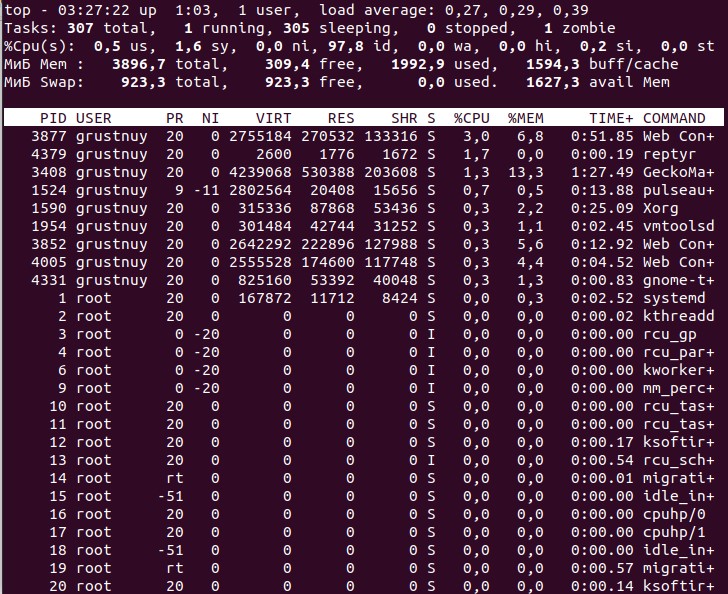 top - 03:27:22 up  1:03,  1 user,  load average: 0,27, 0,29, 0,39
Tasks: 307 total,   1 running, 305 sleeping,   0 stopped,   1 zombie
%Cpu(s):  0,5 us,  1,6 sy,  0,0 ni, 97,8 id,  0,0 wa,  0,0 hi,  0,2 si,  0,0 st
МиБ Mem :   3896,7 total,    309,4 free,   1992,9 used,   1594,3 buff/cache
МиБ Swap:    923,3 total,    923,3 free,      0,0 used.   1627,3 avail Mem
PID USER      PR  NI    VIRT    RES    SHR S  %CPU  %MEM     TIME+ COMMAND
3877 grustnuy  20   0 2755184 270532 133316 S   3,0   6,8   0:51.85 Web Con+
4379 grustnuy  20   0    2600   1776   1672 S   1,7   0,0   0:00.19 reptyr
3408 grustnuy  20   0 4239068 530388 203608 S   1,3  13,3   1:27.49 GeckoMa+
1524 grustnuy   9 -11 2802564  20408  15656 S   0,7   0,5   0:13.88 pulseau+
1590 grustnuy  20   0  315336  87868  53436 S   0,3   2,2   0:25.09 Xorg
1954 grustnuy  20   0  301484  42744  31252 S   0,3   1,1   0:02.45 vmtoolsd
3852 grustnuy  20   0 2642292 222896 127988 S   0,3   5,6   0:12.92 Web Con+
4005 grustnuy  20   0 2555528 174600 117748 S   0,3   4,4   0:04.52 Web Con+
4331 grustnuy  20   0  825160  53392  40048 S   0,3   1,3   0:00.83 gnome-t+
1 root      20   0  167872  11712   8424 S   0,0   0,3   0:02.52 systemd
2 root      20   0       0      0      0 S   0,0   0,0   0:00.02 kthreadd
3 root       0 -20       0      0      0 I   0,0   0,0   0:00.00 rcu_gp
4 root       0 -20       0      0      0 I   0,0   0,0   0:00.00 rcu_par+
6 root       0 -20       0      0      0 I   0,0   0,0   0:00.00 kworker+
9 root       0 -20       0      0      0 I   0,0   0,0   0:00.00 mm_perc+
10 root      20   0       0      0      0 S   0,0   0,0   0:00.00 rcu_tas+
11 root      20   0       0      0      0 S   0,0   0,0   0:00.00 rcu_tas+
12 root      20   0       0      0      0 S   0,0   0,0   0:00.17 ksoftir+
13 root      20   0       0      0      0 I   0,0   0,0   0:00.54 rcu_sch+
14 root      rt   0       0      0      0 S   0,0   0,0   0:00.01 migrati+
15 root     -51   0       0      0      0 S   0,0   0,0   0:00.00 idle_in+
16 root      20   0       0      0      0 S   0,0   0,0   0:00.00 cpuhp/0
17 root      20   0       0      0      0 S   0,0   0,0   0:00.00 cpuhp/1
18 root     -51   0       0      0      0 S   0,0   0,0   0:00.00 idle_in+
19 root      rt   0       0      0      0 S   0,0   0,0   0:00.57 migrati+
20 root      20   0       0      0      0 S   0,0   0,0   0:00.14 ksoftir+